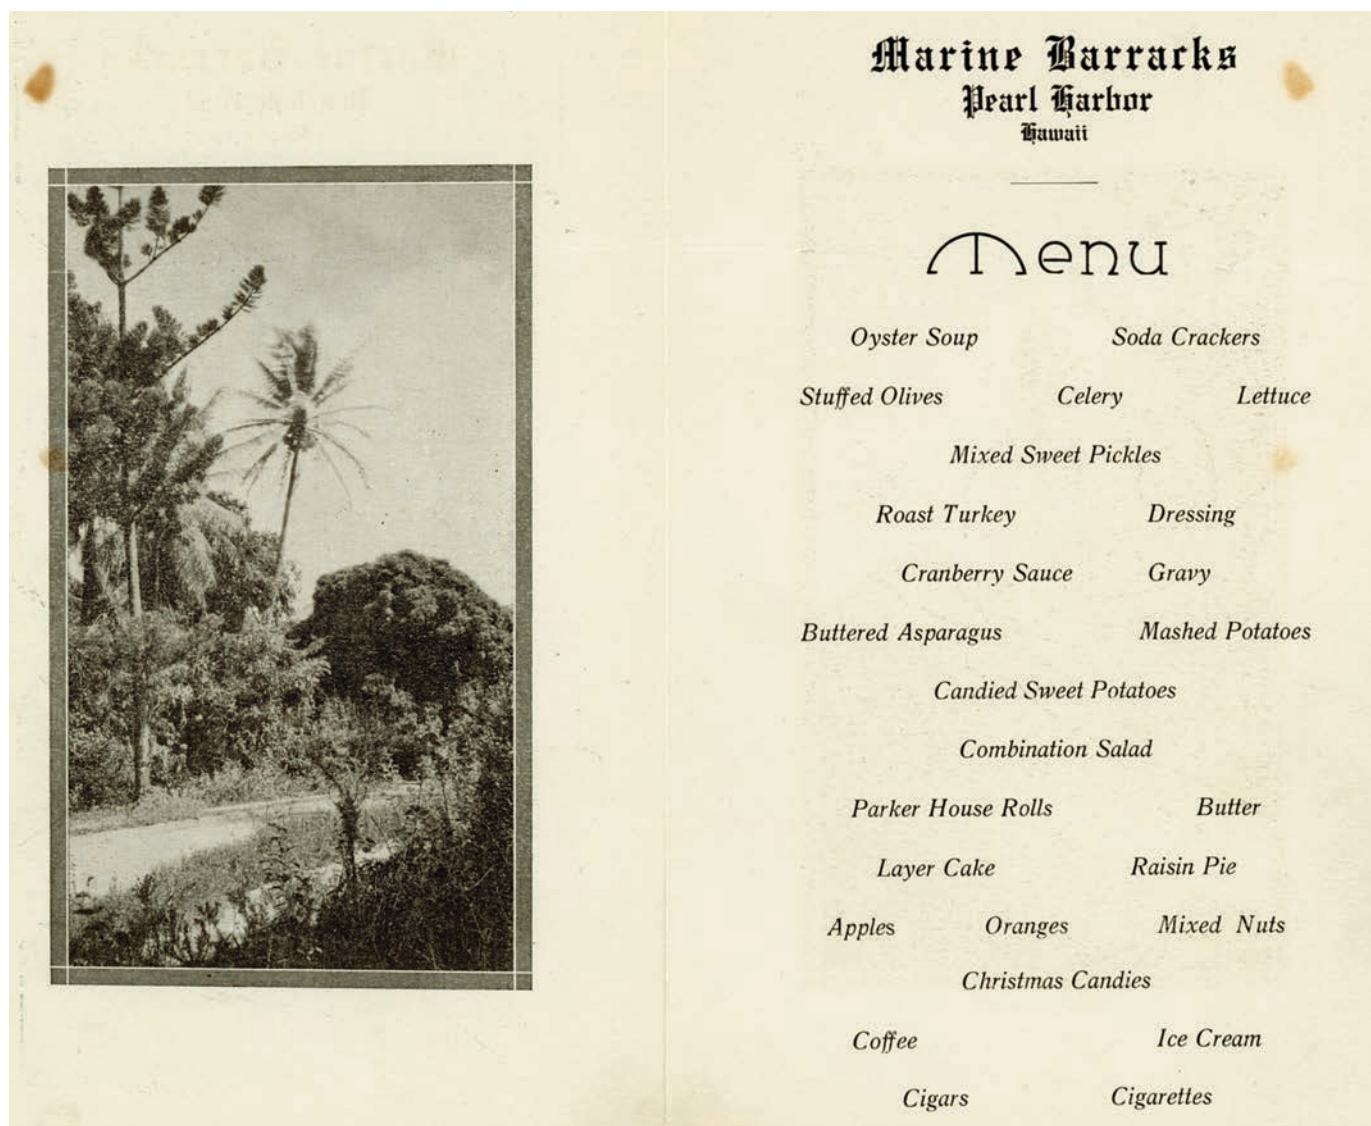 Marine Barracks
Pearl Harbor
Hawaii
Menu
Oyster Soup Soda Crackers
Stuffed Olives Celery Lettuce
Mixed Sweet Pickles
Roast Turkey Dressing
Cranberry Sauce Gravy
Buttered Asparagus Mashed Potatoes
Candied Sweet Potatoes
Combination Salad
Parker House Rolls Butter
Layer Cake Raisin Pie
Apples Oranges Mixed Nuts
Christmas Candies
Coffee Ice Cream
Cigars Cigarettes